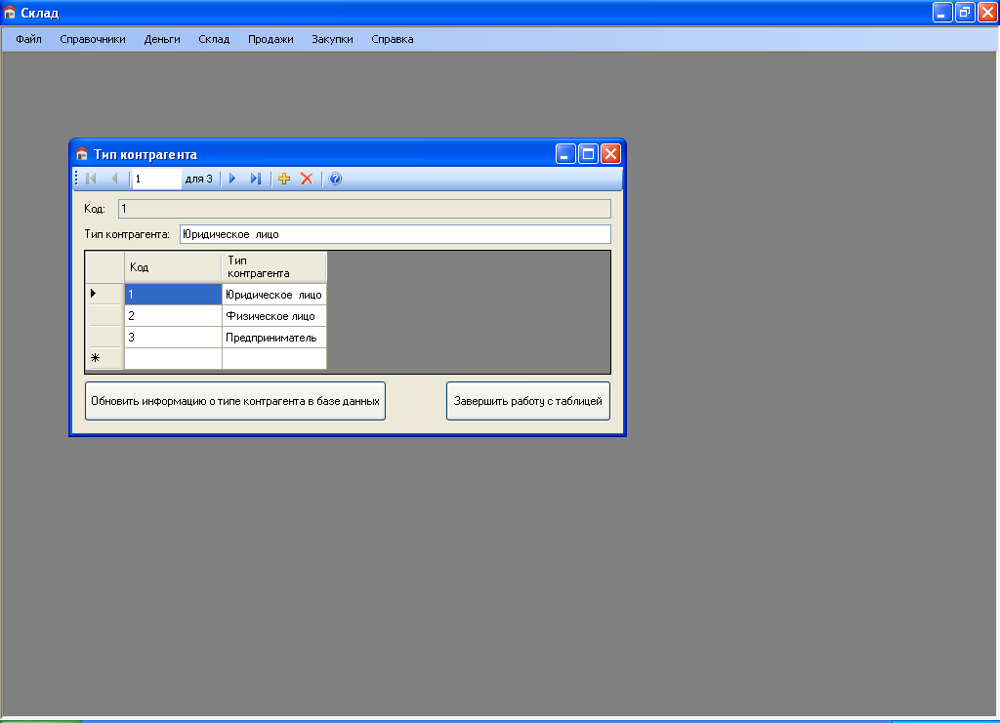 Склад
Файл Справочники Деньги Склад Продажи Закупки Справка
Тип контрагента
1 для 3
Код: 1
Тип контрагента: Юридическое лицо
Код Тип
контрагента
1 Юридическое лицо
2 Физическое лицо
3 Предприниматель
Обновить информацию о типе контрагента в базе данных Завершить работу с таблицей